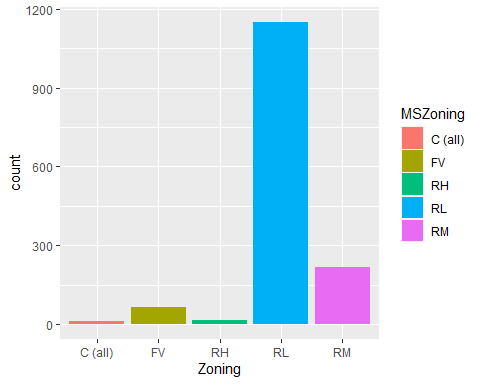 1200
900
600
300
0
count
C (all)
FV
RH
RL
RM
Zoning
MSZoning
C (all)
FV
RH
RL
RM